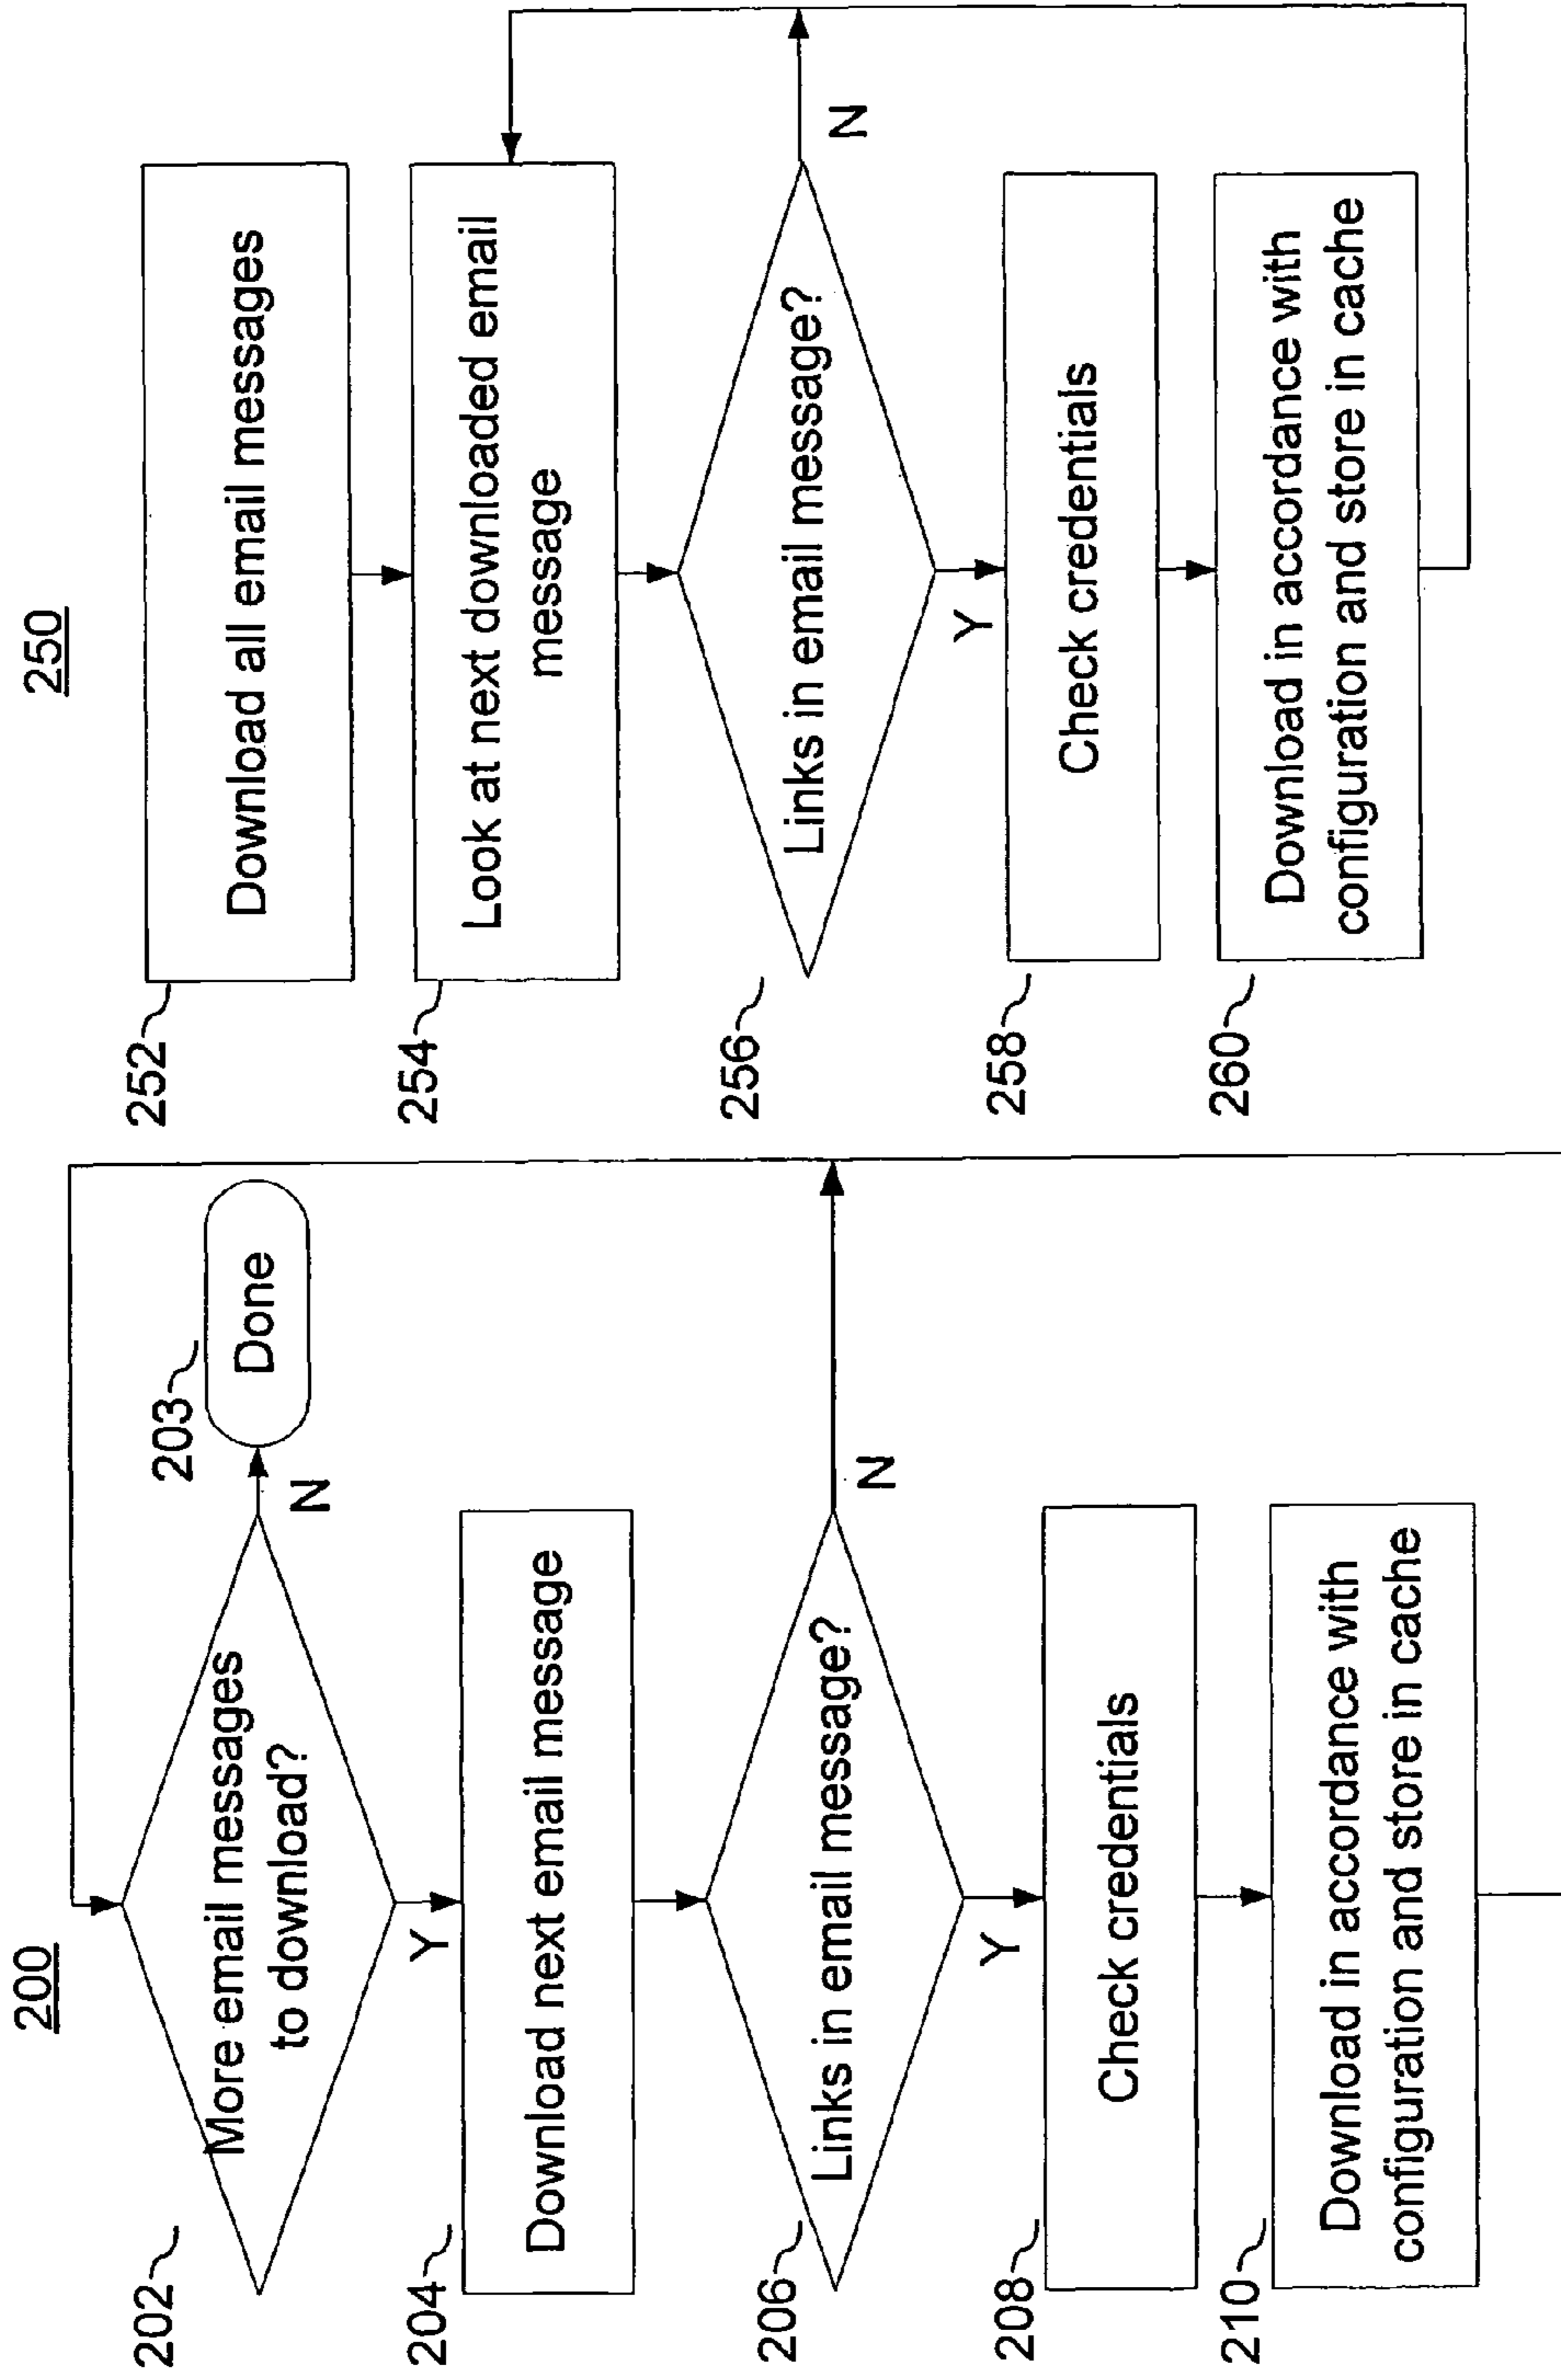 200
202
More email messages
to download?
N
203
Done
Y
204
Download next email message
206
Links in email message?
N
Y
208
Check credentials
210
Download in accordance with
configuration and store in cache
250
252
Download all email messages
254
Look at next downloaded email
message
256
Links in email message?
N
Y
258
Check credentials
260
Download in accordance with
configuration and store in cache